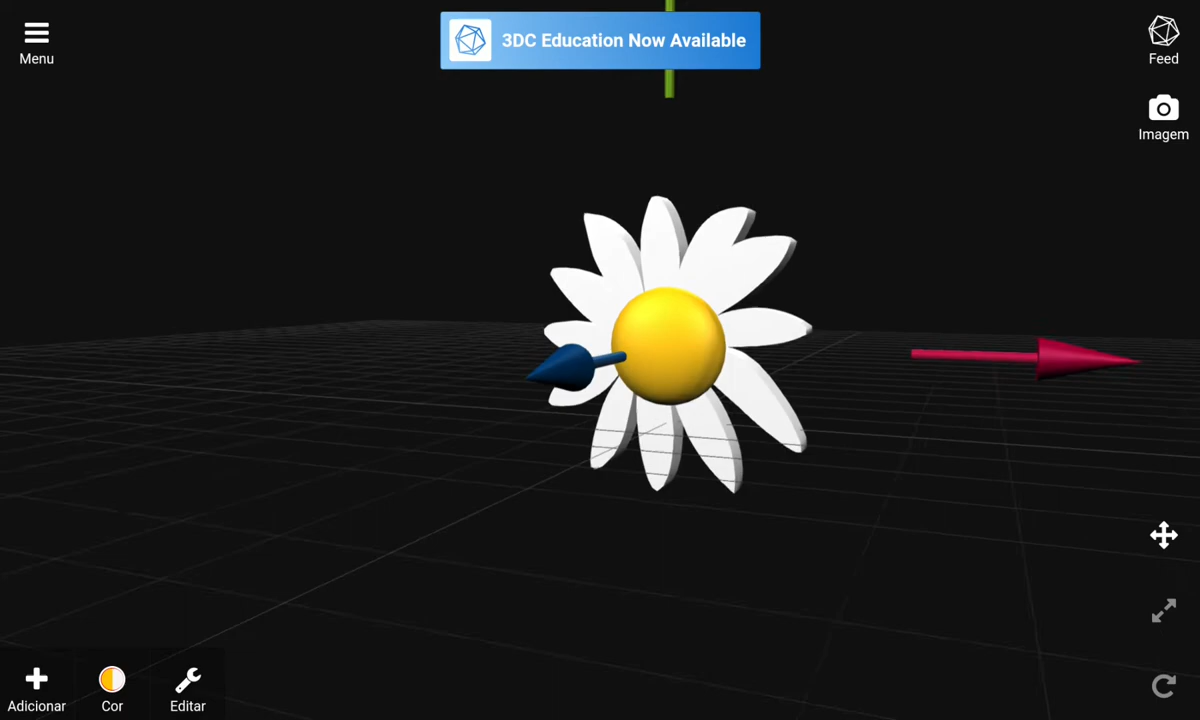 Menu
3DC Education Now Available
Feed
Imagem
Adicionar
Cor
Editar